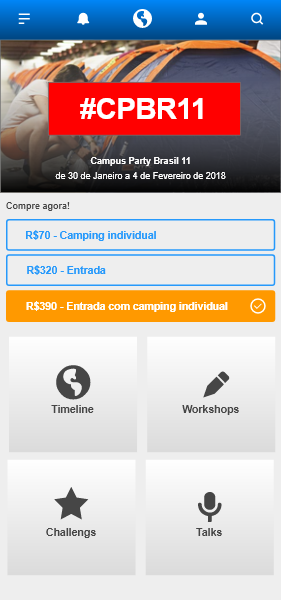 #CPBR11
Campus Party Brasil 11
de 30 de Janeiro a 4 de Fevereiro de 2018
Compre agora!
R$70 - Camping individual
R$320 - Entrada
R$390 - Entrada com camping individual
Timeline
Workshops
Challengs
Talks